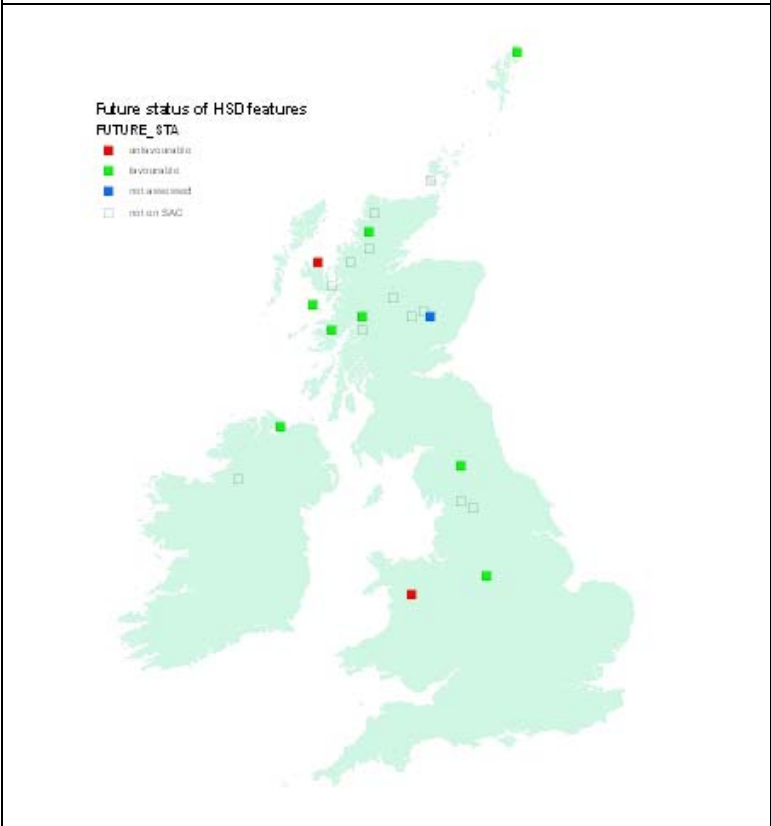 Future status of HSD features
FUTURE_STA
unfavourable
favourable
not assessed
not on SAC